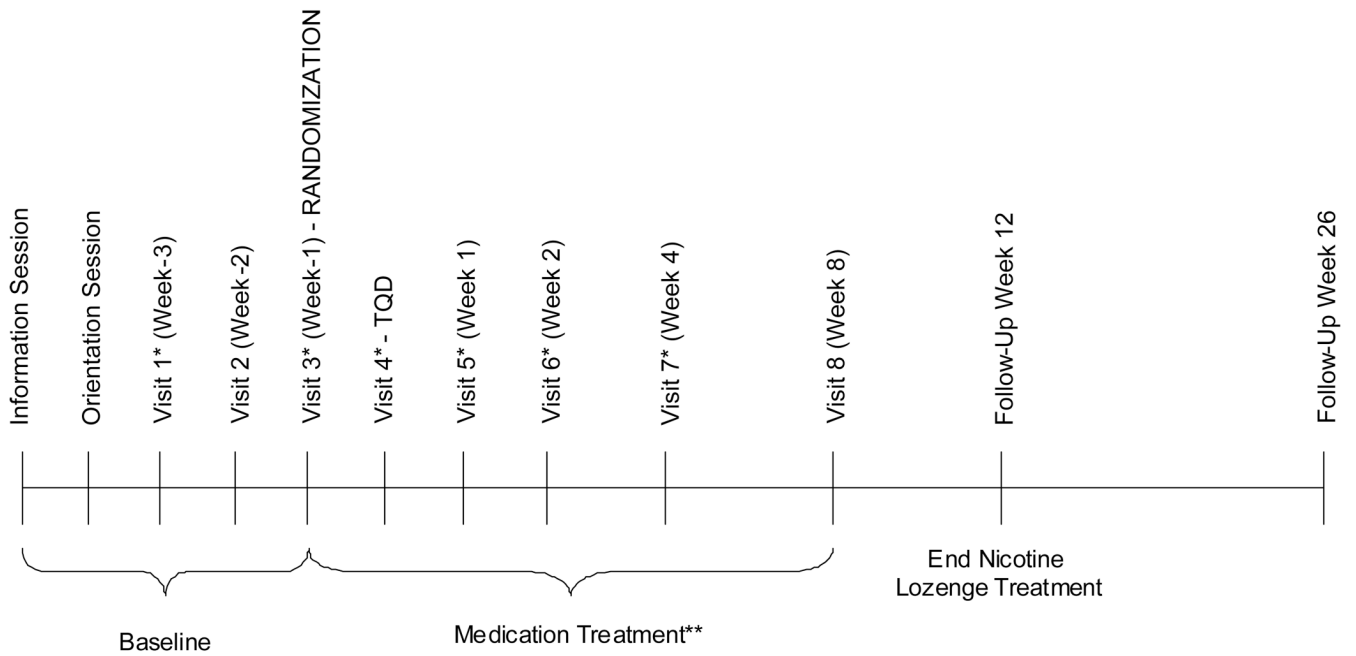 Information Session
Orientation Session
Visit 1* (Week-3)
Visit 2 (Week-2)
Visit 3* (Week-1) - RANDOMIZATION
Visit 4* - TQD
Visit 5* (Week 1)
Visit 6* (Week 2)
Visit 7* (Week 4)
Visit 8 (Week 8)
Follow-Up Week 12
Follow-Up Week 26
End Nicotine
Lozenge Treatment
Baseline
Medication Treatment**